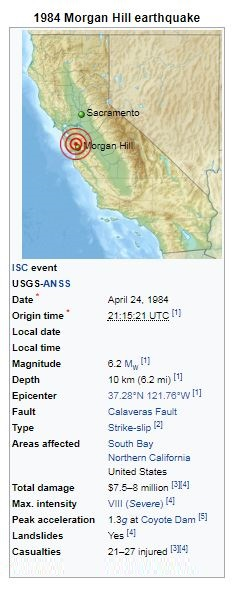 1984 Morgan Hill earthquake
Sacramento
Morgan Hill
ISC event
USGS-ANSS
Date * April 24, 1984
Origin time * 21:15:21 UTC [1]
Local date
Local time
Magnitude 6.2 Mw [1]
Depth 10 km (6.2 mi) [1]
Epicenter 37.28°N 121.76°W [1]
Fault Calaveras Fault
Type Strike-slip [2]
Areas affected South Bay
Northern California
United States
Total damage $7.5–8 million [3][4]
Max. intensity VIII (Severe) [4]
Peak acceleration 1.3g at Coyote Dam [5]
Landslides Yes [4]
Casualties 21–27 injured [3][4]